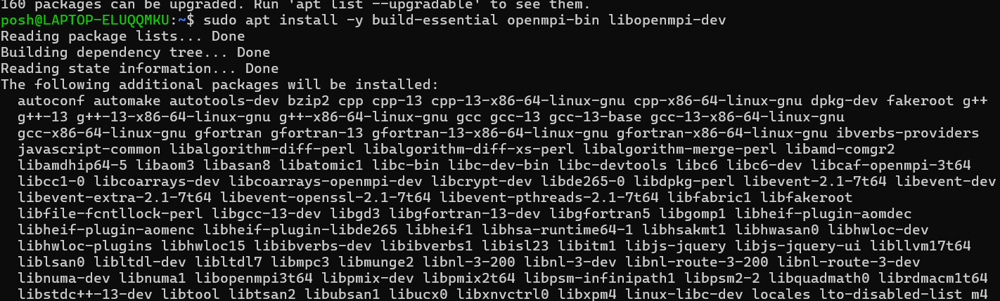 160 packages can be upgraded. Run 'apt list --upgradable' to see them.
posh@LAPTOP-ELUQQMKU:~$ sudo apt install -y build-essential openmpi-bin libopenmpi-dev
Reading package lists... Done
Building dependency tree... Done
Reading state information... Done
The following additional packages will be installed:
  autoconf automake autotools-dev bzip2 cpp cpp-13 cpp-13-x86-64-linux-gnu cpp-x86-64-linux-gnu dpkg-dev fakeroot g++
  g++-13 g++-13-x86-64-linux-gnu g++-x86-64-linux-gnu gcc gcc-13 gcc-13-base gcc-13-x86-64-linux-gnu
  gcc-x86-64-linux-gnu gfortran gfortran-13 gfortran-13-x86-64-linux-gnu gfortran-x86-64-linux-gnu ibverbs-providers
  javascript-common libalgorithm-diff-perl libalgorithm-diff-xs-perl libalgorithm-merge-perl libamd-comgr2
  libamdhip64-5 libaom3 libasan8 libatomic1 libc-bin libc-dev-bin libc-devtools libc6 libc6-dev libcaf-openmpi-3t64
  libcc1-0 libcoarrays-dev libcoarrays-openmpi-dev libcrypt-dev libde265-0 libdpkg-perl libevent-2.1-7t64 libevent-dev
  libevent-extra-2.1-7t64 libevent-openssl-2.1-7t64 libevent-pthreads-2.1-7t64 libfabric1 libfakeroot
  libfile-fcntllock-perl libgcc-13-dev libgd3 libgfortran-13-dev libgfortran5 libgomp1 libheif-plugin-aomdec
  libheif-plugin-aomenc libheif-plugin-libde265 libheif1 libhsa-runtime64-1 libhsakmt1 libhwasan0 libhwloc-dev
  libhwloc-plugins libhwloc15 libibverbs-dev libibverbs1 libisl23 libitm1 libjs-jquery libjs-jquery-ui libllvm17t64
  liblsan0 libltdl-dev libltdl7 libmpc3 libmunge2 libnl-3-200 libnl-3-dev libnl-route-3-200 libnl-route-3-dev
  libnuma-dev libnuma1 libopenmpi3t64 libpmix-dev libpmix2t64 libpsm-infinipath1 libpsm2-2 libquadmath0 librdmacm1t64
  libstdc++-13-dev libtool libtsan2 libubsan1 libucx0 libxnvctrl0 libxpm4 linux-libc-dev locales lto-disabled-list m4